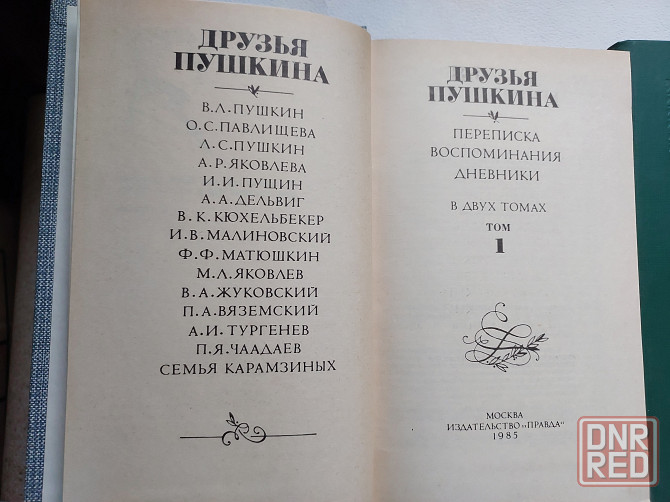 ДРУЗЬЯ
ПУШКИНА
В.Л.ПУШКИН
О.С.ПАВЛИЩЕВА
Л.С.ПУШКИН
А.Р.ЯКОВЛЕВА
И.И.ПУЩИН
А.А.ДЕЛЬВИГ
В.К.КЮХЕЛЬБЕКЕР
И.В.МАЛИНОВСКИЙ
Ф.Ф.МАТЮШКИН
М.Л.ЯКОВЛЕВ
В.А.ЖУКОВСКИЙ
П.А.ВЯЗЕМСКИЙ
А.И.ТУРГЕНЕВ
П.Я.ЧААДАЕВ
СЕМЬЯ КАРАМЗИНЫХ
ДРУЗЬЯ
ПУШКИНА
ПЕРЕПИСКА
ВОСПОМИНАНИЯ
ДНЕВНИКИ
В ДВУХ ТОМАХ
ТОМ
1
МОСКВА
ИЗДАТЕЛЬСТВО «ПРАВДА»
1985
DNR
RED